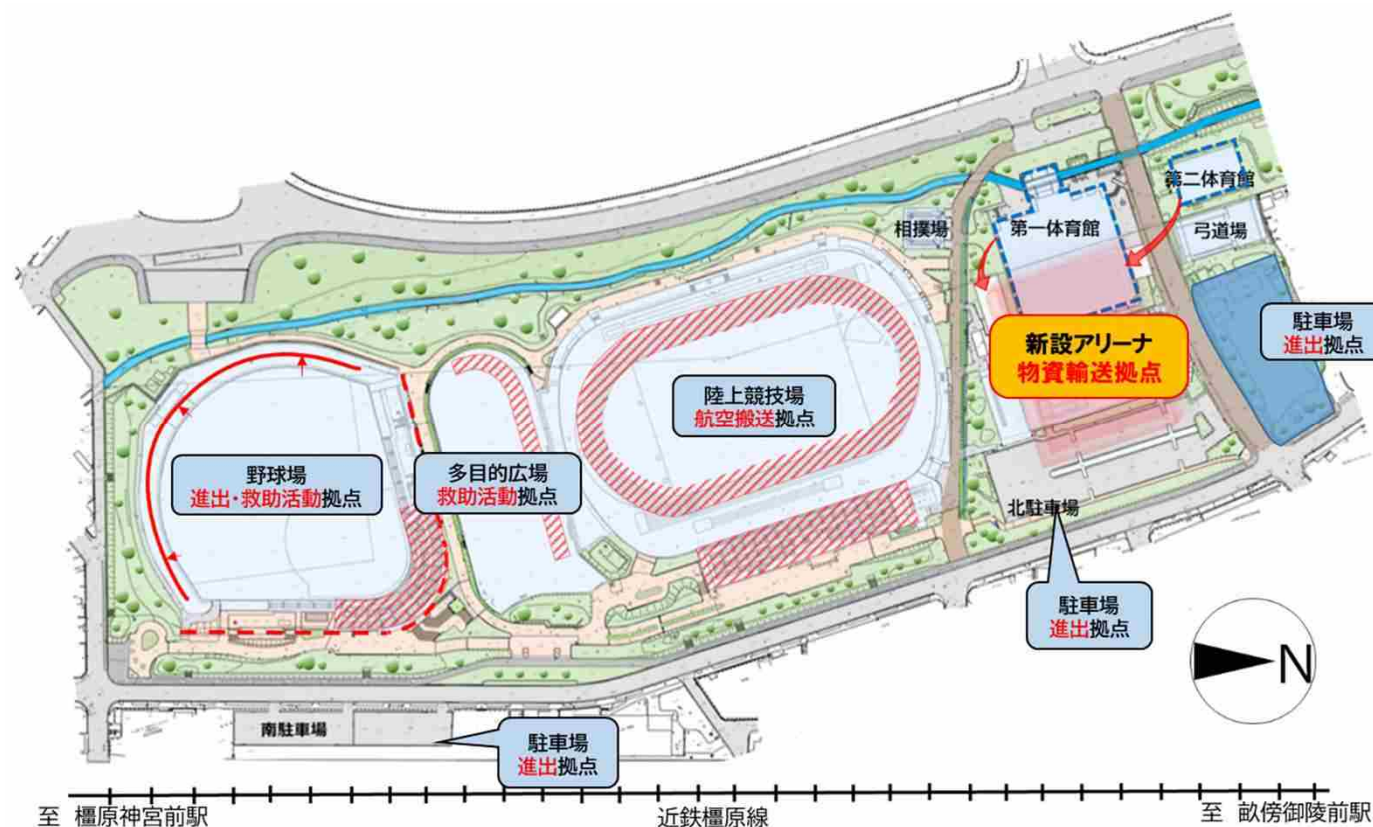 第二体育館
相撲場
第一体育館
弓道場
駐車場
進出拠点
新設アリーナ
物資輸送拠点
陸上競技場
航空搬送拠点
野球場
進出・救助活動拠点
多目的広場
救助活動拠点
北駐車場
駐車場
進出拠点
N
南駐車場
駐車場
進出拠点
至 橿原神宮前駅
近鉄橿原線
至 畝傍御陵前駅